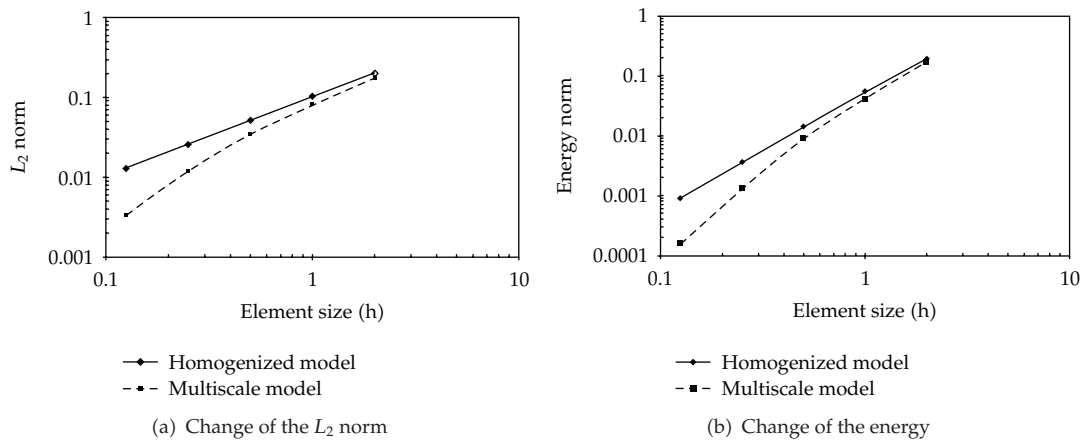 1
0.1
0.01
0.001
L₂ norm
0.1
1
10
Element size (h)
Homogenized model
Multiscale model
(a) Change of the L₂ norm
1
0.1
0.01
0.001
0.0001
Energy norm
0.1
1
10
Element size (h)
Homogenized model
Multiscale model
(b) Change of the energy